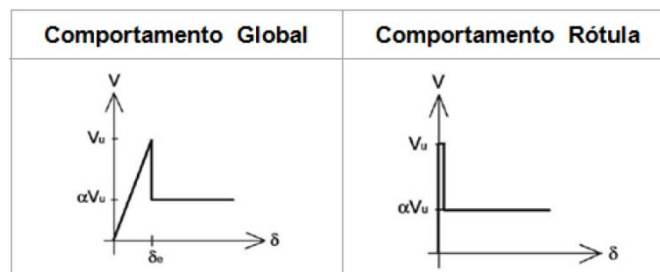 Comportamento Global
Comportamento Rótula
V
Vu
αVu
δe
δ
V
Vu
αVu
δ